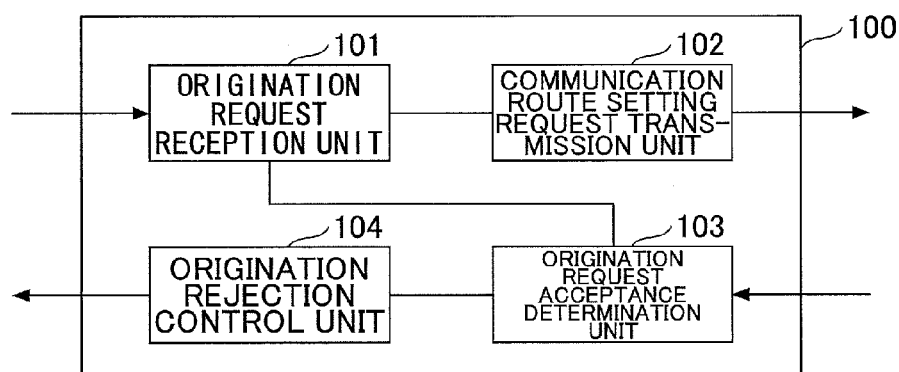 100
101
ORIGINATION
REQUEST
RECEPTION UNIT
102
COMMUNICATION
ROUTE SETTING
REQUEST TRANS-
MISSION UNIT
104
ORIGINATION
REJECTION
CONTROL UNIT
103
ORIGINATION
REQUEST
ACCEPTANCE
DETERMINATION
UNIT